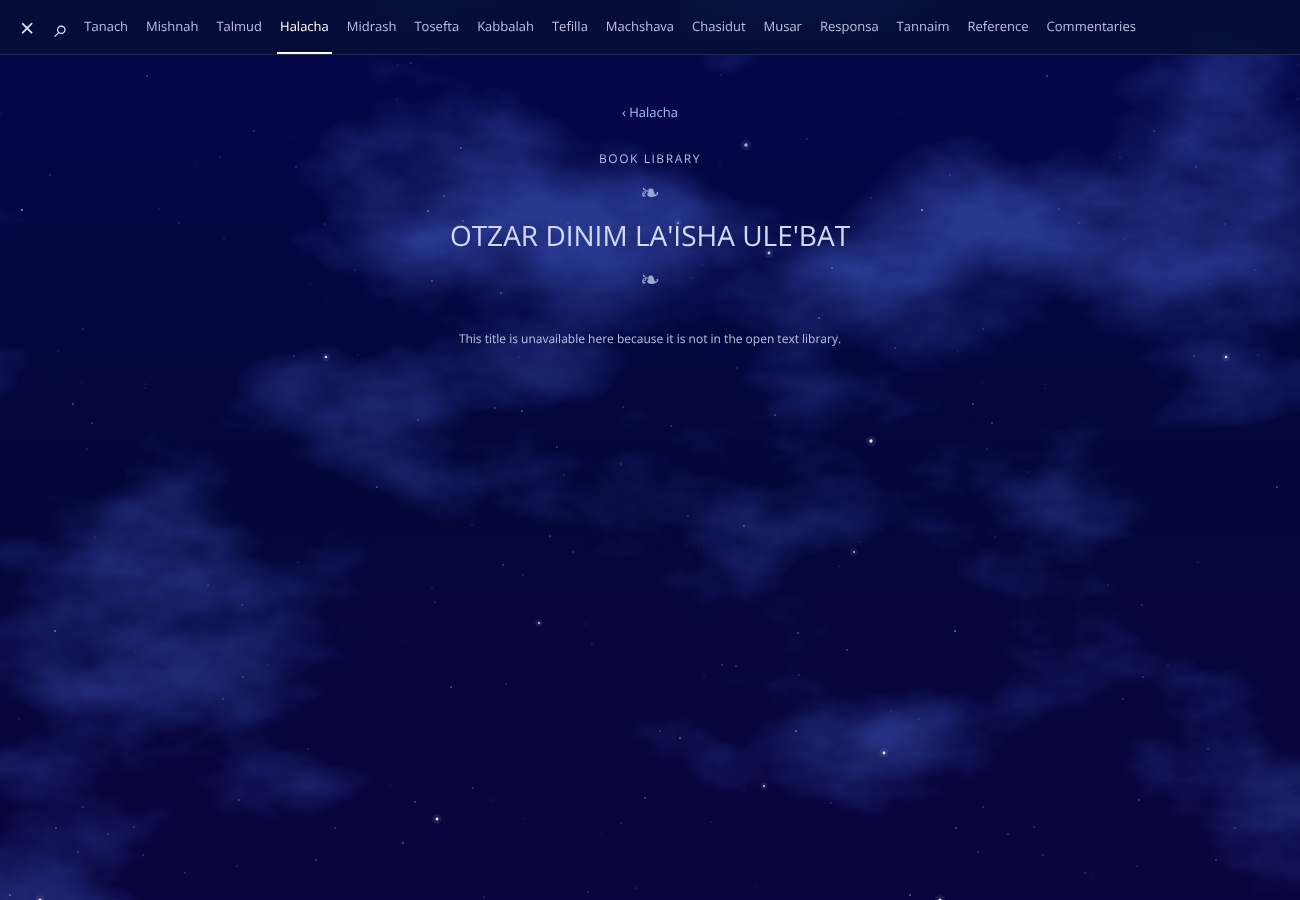 Tanach Mishnah Talmud Halacha Midrash Tosefta Kabbalah Tefilla Machshava Chasidut Musar Responsa Tannaim Reference Commentaries
‹ Halacha
BOOK LIBRARY
OTZAR DINIM LA'ISHA ULE'BAT
This title is unavailable here because it is not in the open text library.